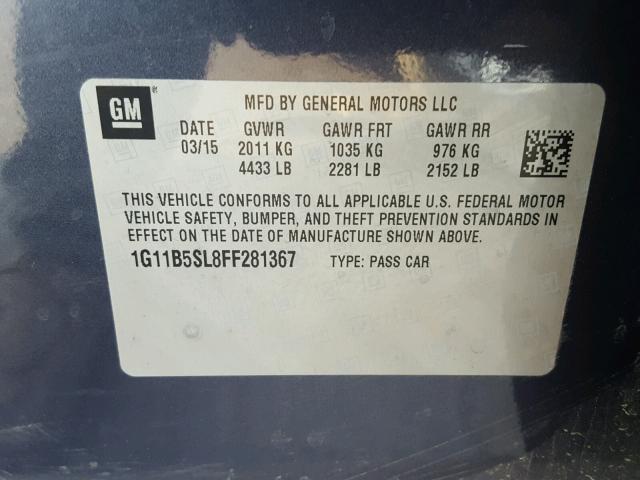 GM
MFD BY GENERAL MOTORS LLC
DATE GVWR GAWR FRT GAWR RR
03/15 2011 KG 1035 KG 976 KG
4433 LB 2281 LB 2152 LB
THIS VEHICLE CONFORMS TO ALL APPLICABLE U.S. FEDERAL MOTOR
VEHICLE SAFETY, BUMPER, AND THEFT PREVENTION STANDARDS IN
EFFECT ON THE DATE OF MANUFACTURE SHOWN ABOVE.
1G11B5SL8FF281367 TYPE: PASS CAR